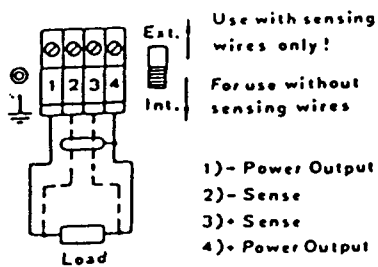 Ext.
Use with sensing
wires only!
1 2 3 4
Int.
For use without
sensing wires
1)- Power Output
2)- Sense
3)+ Sense
4)+ Power Output
Load